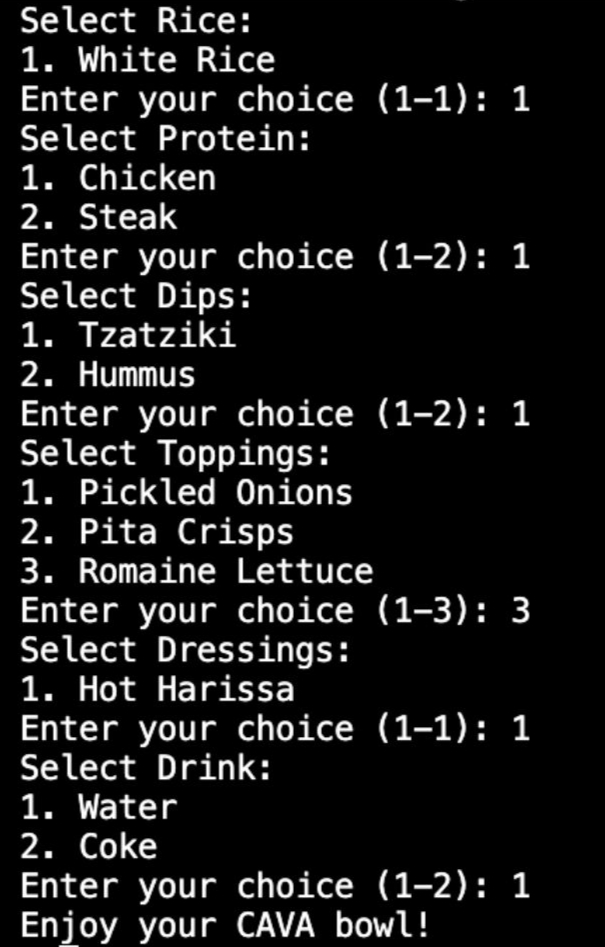 Select Rice:
1. White Rice
Enter your choice (1–1): 1
Select Protein:
1. Chicken
2. Steak
Enter your choice (1–2): 1
Select Dips:
1. Tzatziki
2. Hummus
Enter your choice (1–2): 1
Select Toppings:
1. Pickled Onions
2. Pita Crisps
3. Romaine Lettuce
Enter your choice (1–3): 3
Select Dressings:
1. Hot Harissa
Enter your choice (1–1): 1
Select Drink:
1. Water
2. Coke
Enter your choice (1–2): 1
Enjoy your CAVA bowl!